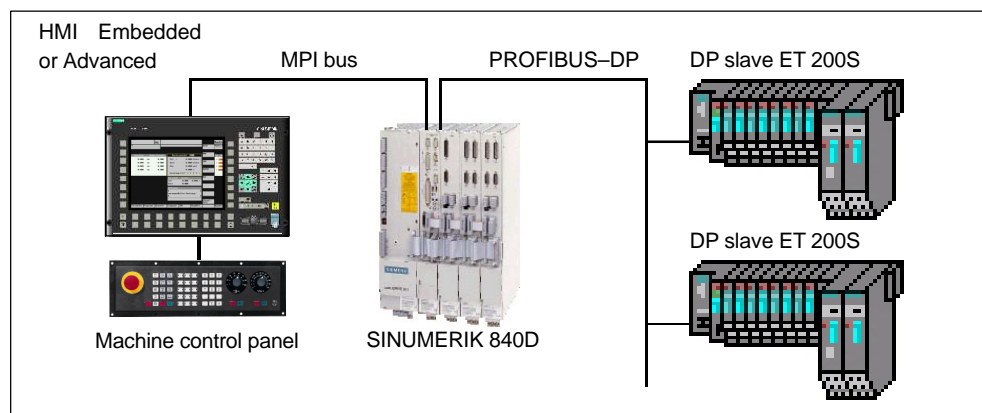 HMI Embedded
or Advanced
MPI bus
PROFIBUS–DP
DP slave ET 200S
SIEMENS
DP slave ET 200S
Machine control panel
SINUMERIK 840D